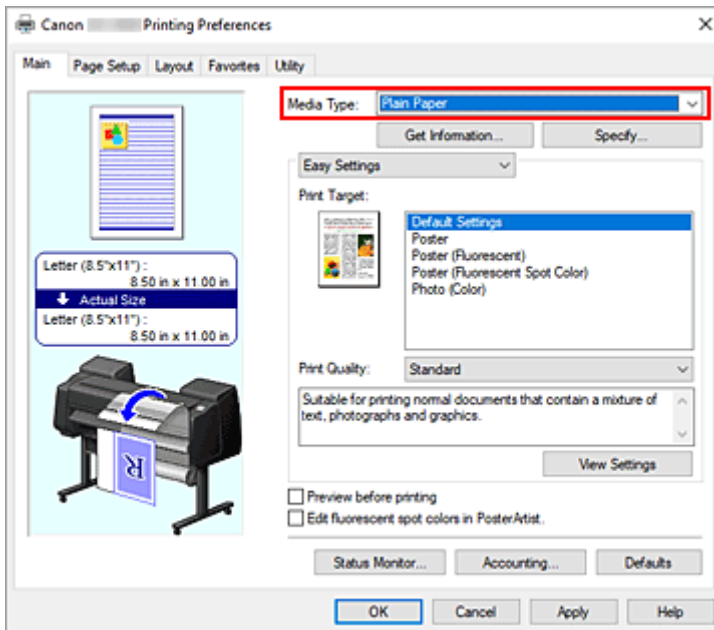 Canon Printing Preferences
Main Page Setup Layout Favorites Utility
Media Type: Plain Paper
Get Information... Specify...
Easy Settings
Print Target:
Default Settings
Poster
Poster (Fluorescent)
Poster (Fluorescent Spot Color)
Photo (Color)
Letter (8.5"x11") :
8.50 in x 11.00 in
Actual Size
Letter (8.5"x11") :
8.50 in x 11.00 in
R
Print Quality: Standard
Suitable for printing normal documents that contain a mixture of
text, photographs and graphics.
View Settings
Preview before printing
Edit fluorescent spot colors in PosterArtist.
Status Monitor... Accounting... Defaults
OK Cancel Apply Help